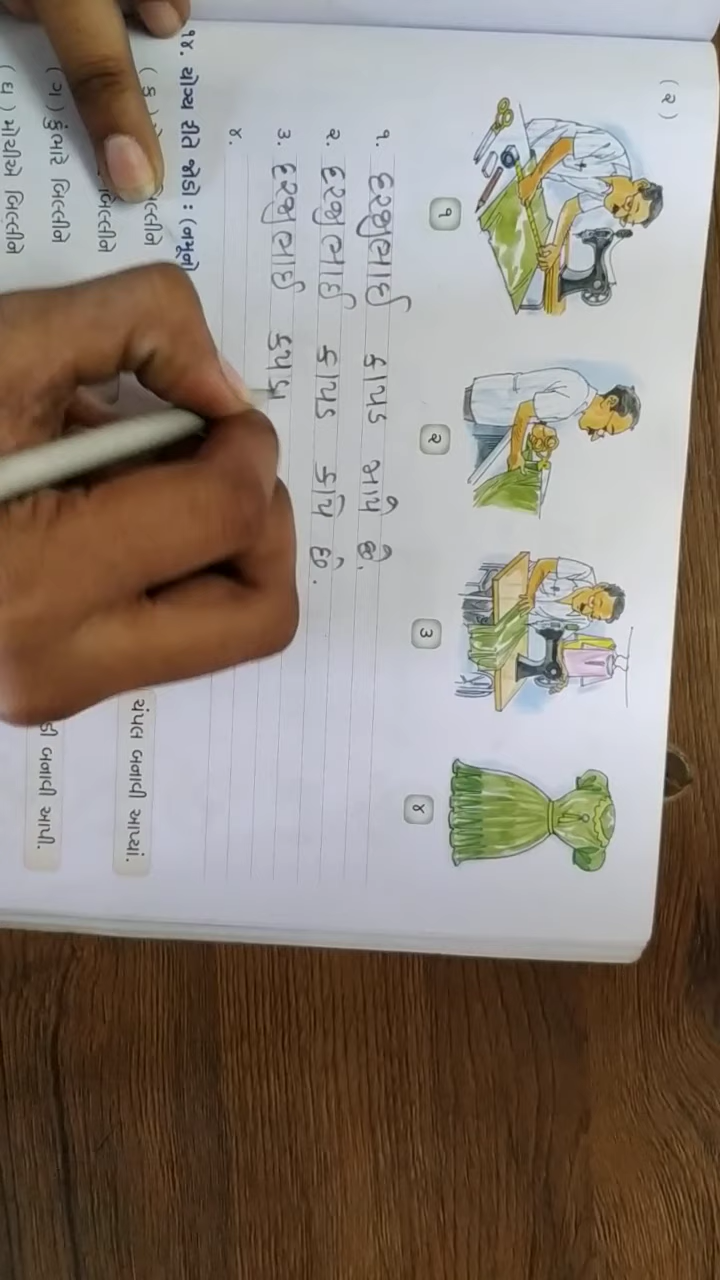 (૨)
૧
૨
૩
૪
૧. દરજીભાઈ કાપડ માપે છે.
૨. દરજીભાઈ કાપડ કાપે છે.
૩. દરજીભાઈ કપડ
૪.
૧૪. યોગ્ય રીતે જોડો : (નમૂન
(ક)
(ગ) કુંભારે બિલ્લીને
(ઘ) મોચીએ બિલ્લીને
ચંપલ બનાવી આપ્યાં.
બનાવી આપી.